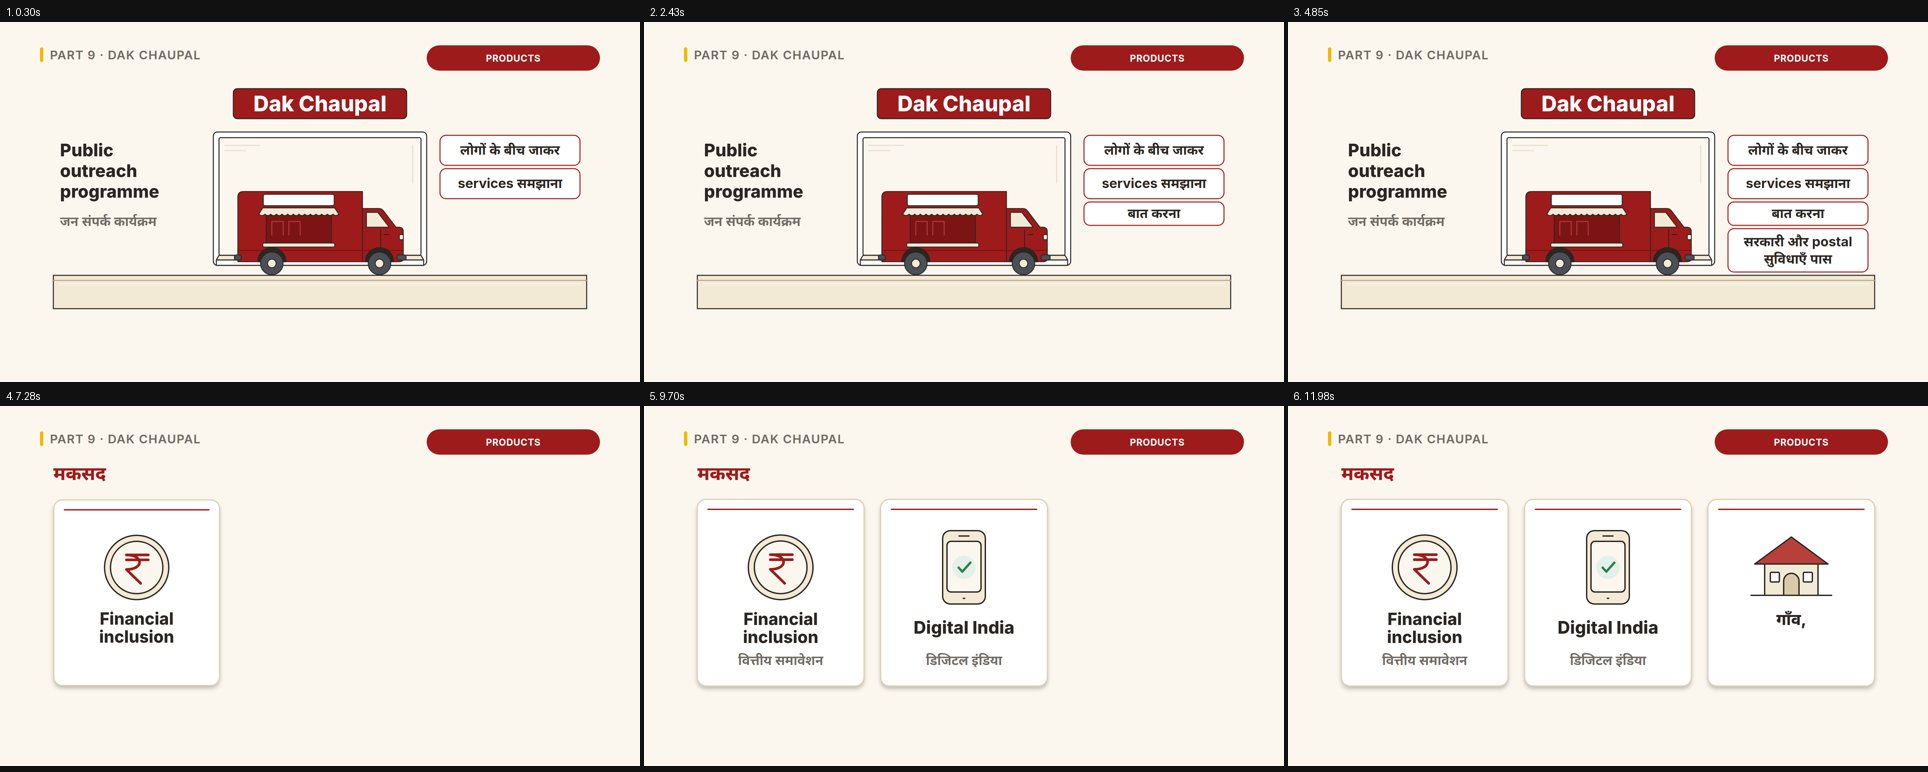 1. 0.30s
PART 9 · DAK CHAUPAL
PRODUCTS
Dak Chaupal
Public
outreach
programme
जन संपर्क कार्यक्रम
लोगों के बीच जाकर
services समझाना
2. 2.43s
PART 9 · DAK CHAUPAL
PRODUCTS
Dak Chaupal
Public
outreach
programme
जन संपर्क कार्यक्रम
लोगों के बीच जाकर
services समझाना
बात करना
3. 4.85s
PART 9 · DAK CHAUPAL
PRODUCTS
Dak Chaupal
Public
outreach
programme
जन संपर्क कार्यक्रम
लोगों के बीच जाकर
services समझाना
बात करना
सरकारी और postal
सुविधाएँ पास
4. 7.28s
PART 9 · DAK CHAUPAL
PRODUCTS
मकसद
₹
Financial
inclusion
5. 9.70s
PART 9 · DAK CHAUPAL
PRODUCTS
मकसद
₹
Financial
inclusion
वित्तीय समावेशन
Digital India
डिजिटल इंडिया
6. 11.98s
PART 9 · DAK CHAUPAL
PRODUCTS
मकसद
₹
Financial
inclusion
वित्तीय समावेशन
Digital India
डिजिटल इंडिया
गाँव,